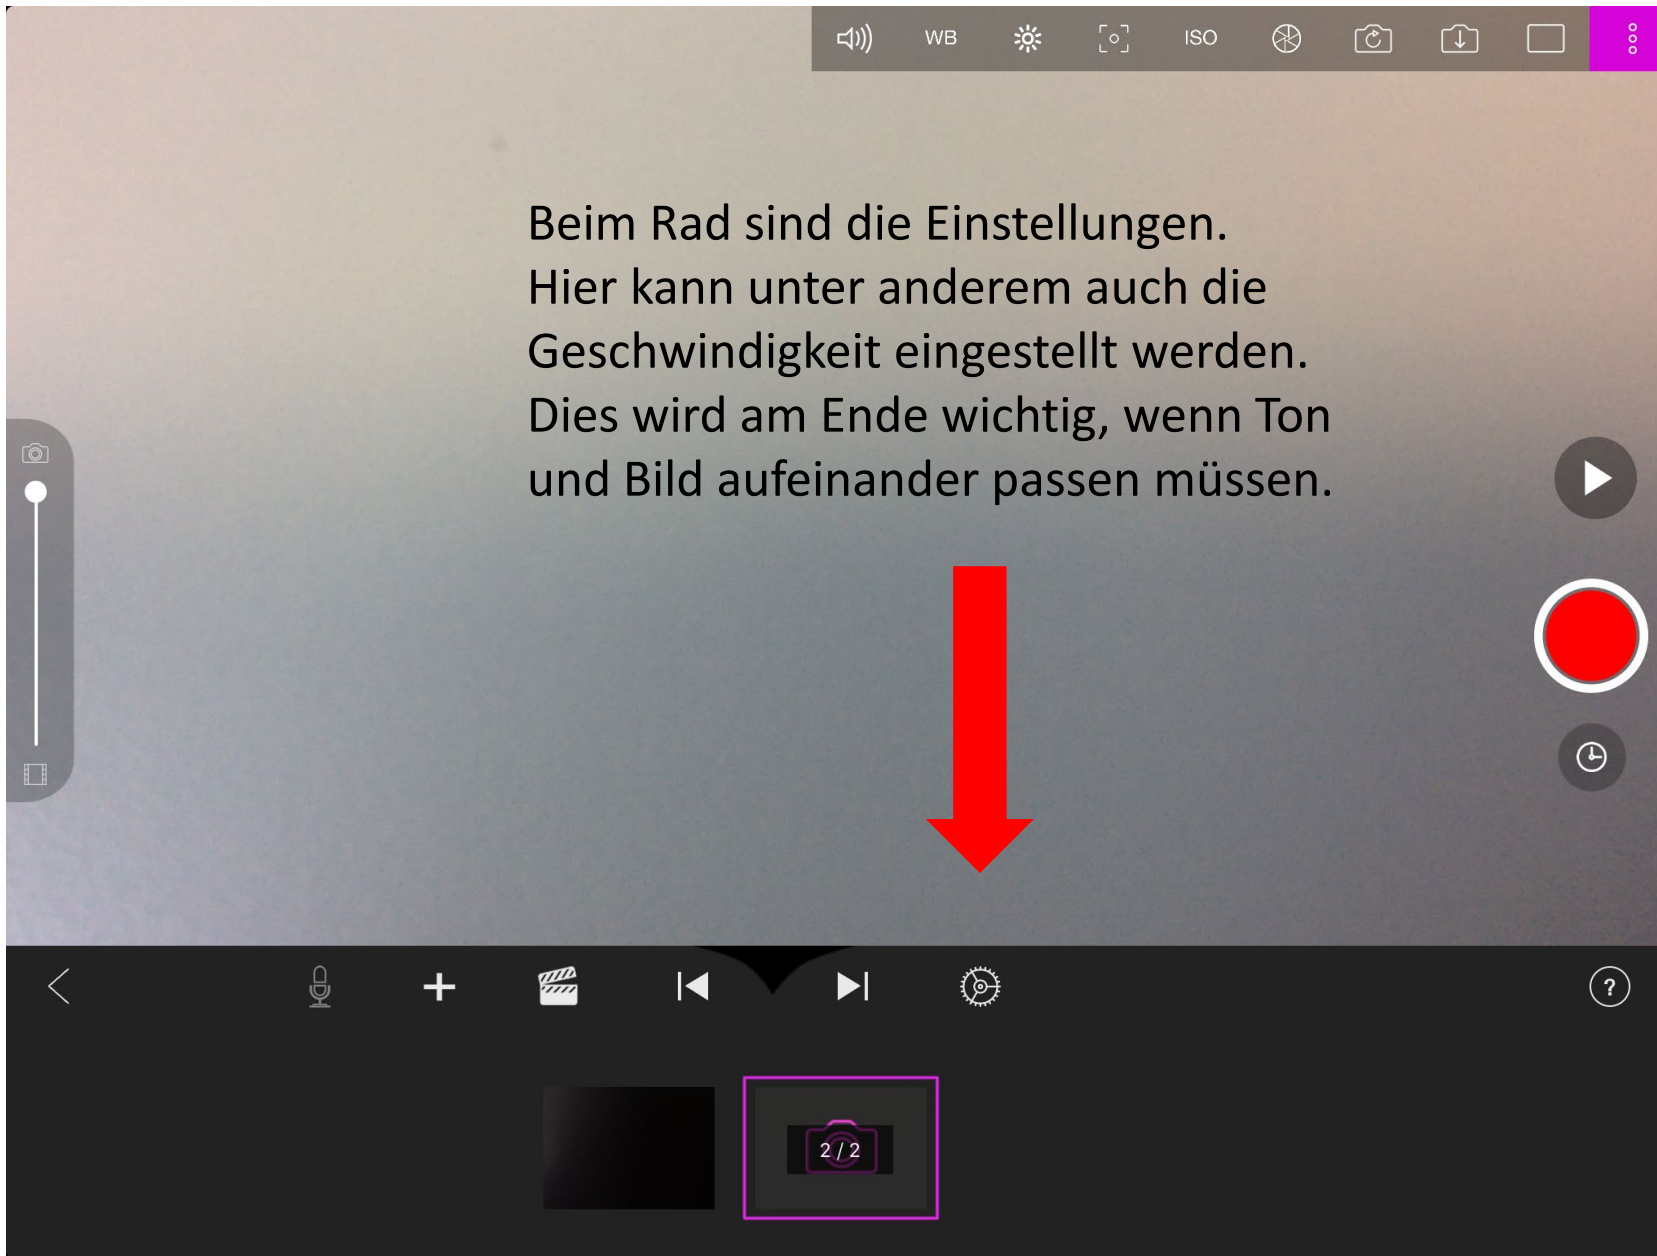 WB
ISO
Beim Rad sind die Einstellungen.
Hier kann unter anderem auch die
Geschwindigkeit eingestellt werden.
Dies wird am Ende wichtig, wenn Ton
und Bild aufeinander passen müssen.
?
2 / 2